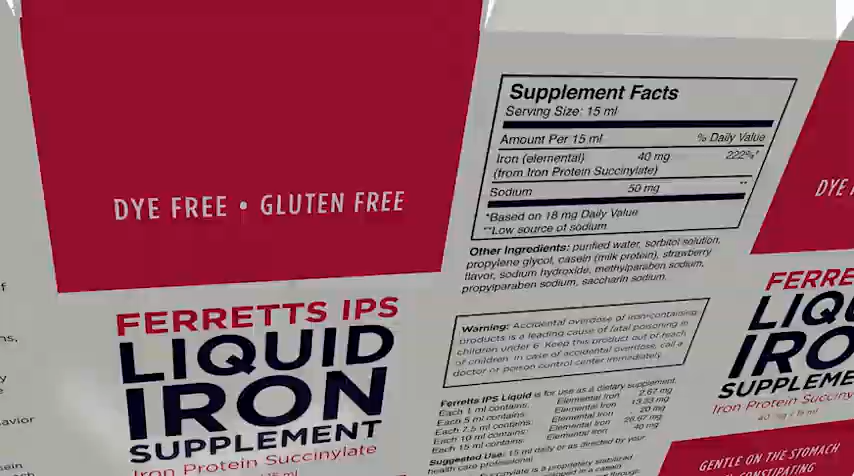 DYE FREE • GLUTEN FREE
FERRETTS IPS
LIQUID
IRON
SUPPLEMENT
Iron Protein Succinylate
Supplement Facts
Serving Size: 15 ml
Amount Per 15 ml % Daily Value
Iron (elemental) 40 mg 222%*
(from Iron Protein Succinylate)
Sodium 50 mg **
*Based on 18 mg Daily Value
**Low source of sodium
Other Ingredients: purified water, sorbitol solution,
propylene glycol, casein (milk protein), strawberry
flavor, sodium hydroxide, methylparaben sodium,
propylparaben sodium, saccharin sodium.
Warning: Accidental overdose of iron-containing
products is a leading cause of fatal poisoning in
children under 6. Keep this product out of reach
of children. In case of accidental overdose, call a
doctor or poison control center immediately.
Ferretts IPS Liquid is for use as a dietary supplement.
Each 1 ml contains: Elemental Iron 2.67 mg
Each 5 ml contains: Elemental Iron 13.33 mg
Each 7.5 ml contains: Elemental Iron 20 mg
Each 10 ml contains: Elemental Iron 26.67 mg
Each 15 ml contains: Elemental Iron 40 mg
Suggested Use: 15 ml daily or as directed by your
health care professional
DYE
FERRE
LIQU
IRO
SUPPLEME
Iron Protein Succiny
40 mg / 15 ml
GENTLE ON THE STOMACH